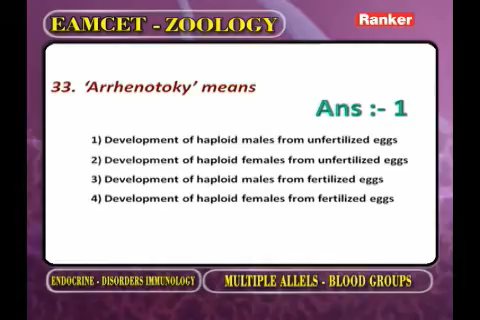 EAMCET - ZOOLOGY
Ranker
33. ‘Arrhenotoky’ means
Ans :- 1
1) Development of haploid males from unfertilized eggs
2) Development of haploid females from unfertilized eggs
3) Development of haploid males from fertilized eggs
4) Development of haploid females from fertilized eggs
ENDOCRINE - DISORDERS IMMUNOLOGY
MULTIPLE ALLELS - BLOOD GROUPS